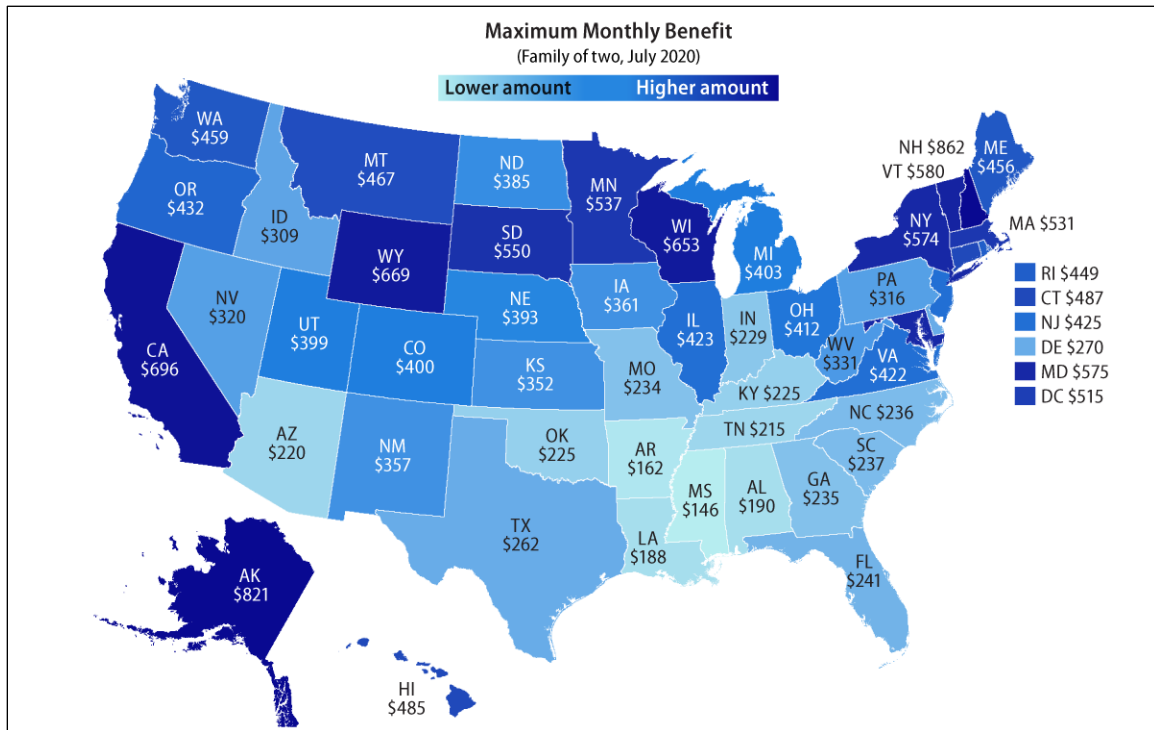 Maximum Monthly Benefit
(Family of two, July 2020)
Lower amount Higher amount
WA
$459
MT
$467
ND
$385
MN
$537
NH $862
VT $580
ME
$456
OR
$432
ID
$309
WY
$669
SD
$550
WI
$653
MI
$403
NY
$574
MA $531
NV
$320
UT
$399
CO
$400
NE
$393
IA
$361
IL
$423
IN
$229
OH
$412
PA
$316
RI $449
CT $487
NJ $425
DE $270
MD $575
DC $515
CA
$696
KS
$352
MO
$234
WV
$331
VA
$422
KY $225
AZ
$220
NM
$357
OK
$225
AR
$162
TN $215
NC $236
SC
$237
MS
$146
AL
$190
GA
$235
TX
$262
LA
$188
FL
$241
AK
$821
HI
$485